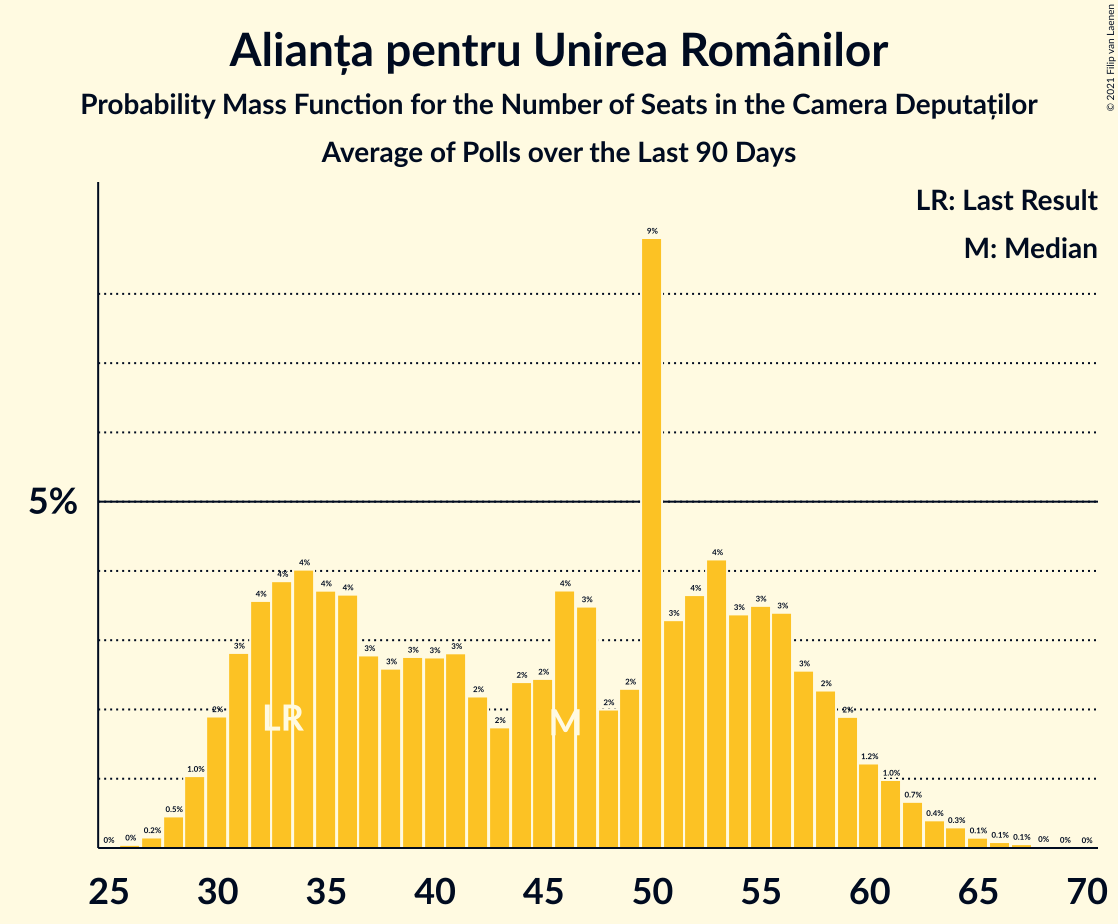 Alianța pentru Unirea Românilor
Probability Mass Function for the Number of Seats in the Camera Deputaților
Average of Polls over the Last 90 Days
© 2021 Filip van Laenen
LR: Last Result
M: Median
5%
0% 0% 0.2% 0.5% 1.0% 2% 3% 4% 4% 4% 4% 4% 3% 3% 3% 3% 3% 2% 2% 2% 2% 4% 3% 2% 2% 9% 3% 4% 4% 3% 3% 3% 3% 2% 2% 1.2% 1.0% 0.7% 0.4% 0.3% 0.1% 0.1% 0.1% 0% 0% 0%
LR M
25 30 35 40 45 50 55 60 65 70